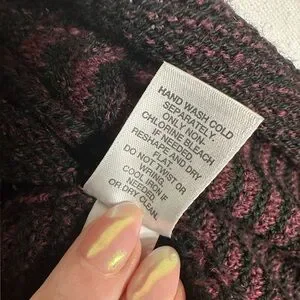 HAND WASH COLD
SEPARATELY.
ONLY NON-
CHLORINE BLEACH
IF NEEDED.
RESHAPE AND DRY
FLAT.
DO NOT TWIST OR
WRING.
COOL IRON IF
NEEDED.
OR DRY CLEAN.